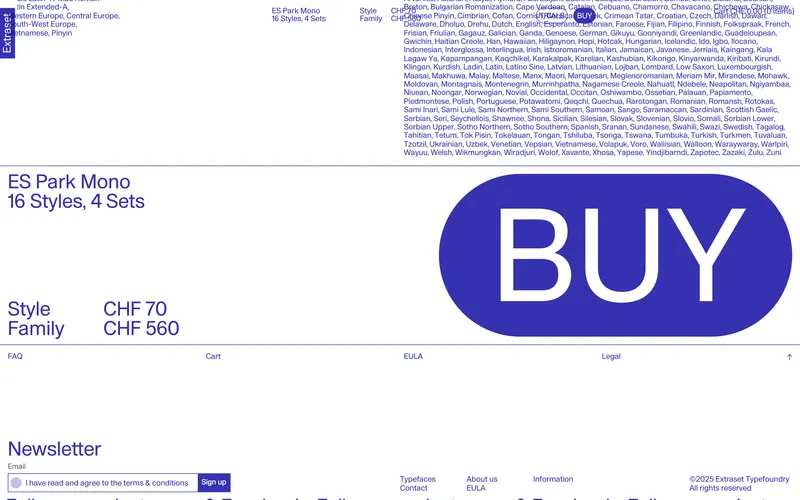 Extended-A,
Western Europe, Central Europe,
South-West Europe,
Vietnamese, Pinyin
Extraset
ES Park Mono
16 Styles, 4 Sets
Style CHF 70
Family
BUY
Cart
Breton, Bulgarian Romanization, Cape Verdean, Catalan, Cebuano, Chamorro, Chavacano, Chichewa, Chickasaw,
Pinyin, Cimbrian, Cofan, Cornish, Crimean Tatar, Croatian, Czech, Danish, Dawan,
Delaware, Dholuo, Drehu, Dutch, English, Esperanto, Estonian, Faroese, Fijian, Filipino, Finnish, Folkspraak, French,
Frisian, Friulian, Gagauz, Galician, Ganda, Genoese, German, Gikuyu, Gooniyandi, Greenlandic, Guadeloupean,
Gwichin, Haitian Creole, Han, Hawaiian, Hiligaynon, Hopi, Hotcak, Hungarian, Icelandic, Ido, Igbo, Ilocano,
Indonesian, Interglossa, Interlingua, Irish, Istroromanian, Italian, Jamaican, Javanese, Jerriais, Kaingang, Kala
Lagaw Ya, Kapampangan, Kaqchikel, Karakalpak, Karelian, Kashubian, Kikongo, Kinyarwanda, Kiribati, Kirundi,
Klingon, Kurdish, Ladin, Latin, Latino Sine, Latvian, Lithuanian, Lojban, Lombard, Low Saxon, Luxembourgish,
Maasai, Makhuwa, Malay, Maltese, Manx, Maori, Marquesan, Meglenoromanian, Meriam Mir, Mirandese, Mohawk,
Moldovan, Montagnais, Montenegrin, Murrinhpatha, Nagamese Creole, Nahuatl, Ndebele, Neapolitan, Ngiyambaa,
Niuean, Noongar, Norwegian, Novial, Occidental, Occitan, Oshiwambo, Ossetian, Palauan, Papiamento,
Piedmontese, Polish, Portuguese, Potawatomi, Qeqchi, Quechua, Rarotongan, Romanian, Romansh, Rotokas,
Sami Inari, Sami Lule, Sami Northern, Sami Southern, Samoan, Sango, Saramaccan, Sardinian, Scottish Gaelic,
Serbian, Seri, Seychellois, Shawnee, Shona, Sicilian, Silesian, Slovak, Slovenian, Slovio, Somali, Sorbian Lower,
Sorbian Upper, Sotho Northern, Sotho Southern, Spanish, Sranan, Sundanese, Swahili, Swazi, Swedish, Tagalog,
Tahitian, Tetum, Tok Pisin, Tokelauan, Tongan, Tshiluba, Tsonga, Tswana, Tumbuka, Turkish, Turkmen, Tuvaluan,
Tzotzil, Ukrainian, Uzbek, Venetian, Vepsian, Vietnamese, Volapuk, Voro, Wallisian, Walloon, Waraywaray, Warlpiri,
Wayuu, Welsh, Wikmungkan, Wiradjuri, Wolof, Xavante, Xhosa, Yapese, Yindjibarndi, Zapotec, Zazaki, Zulu, Zuni
ES Park Mono
16 Styles, 4 Sets
Style CHF 70
Family CHF 560
BUY
FAQ Cart EULA Legal ↑
Newsletter
Email
I have read and agree to the terms & conditions Sign up
Typefaces About us Information ©2025 Extraset Typefoundry
Contact EULA All rights reserved